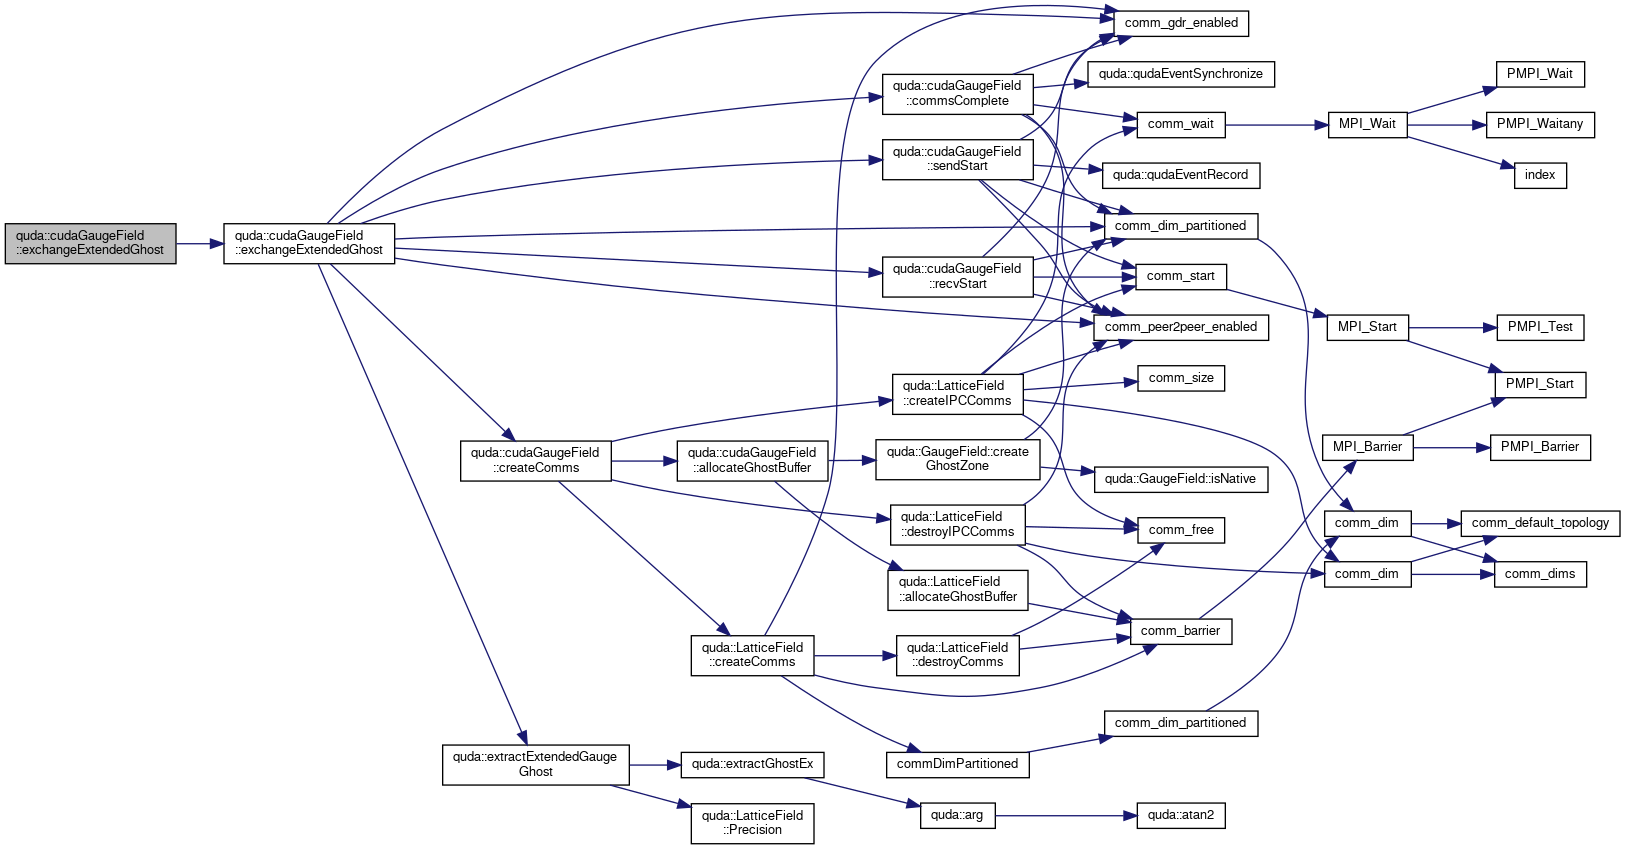 quda::cudaGaugeField
::exchangeExtendedGhost
quda::cudaGaugeField
::exchangeExtendedGhost
quda::cudaGaugeField
::createComms
quda::extractExtendedGauge
Ghost
quda::cudaGaugeField
::allocateGhostBuffer
quda::LatticeField
::createComms
quda::extractGhostEx
quda::LatticeField
::Precision
quda::cudaGaugeField
::commsComplete
quda::cudaGaugeField
::sendStart
quda::cudaGaugeField
::recvStart
quda::LatticeField
::createIPCComms
quda::GaugeField::create
GhostZone
quda::LatticeField
::destroyIPCComms
quda::LatticeField
::allocateGhostBuffer
quda::LatticeField
::destroyComms
commDimPartitioned
quda::arg
comm_gdr_enabled
quda::qudaEventSynchronize
comm_wait
quda::qudaEventRecord
comm_dim_partitioned
comm_start
comm_peer2peer_enabled
comm_size
quda::GaugeField::isNative
comm_free
comm_barrier
comm_dim_partitioned
quda::atan2
MPI_Wait
MPI_Start
MPI_Barrier
comm_dim
comm_dim
PMPI_Wait
PMPI_Waitany
index
PMPI_Test
PMPI_Start
PMPI_Barrier
comm_default_topology
comm_dims